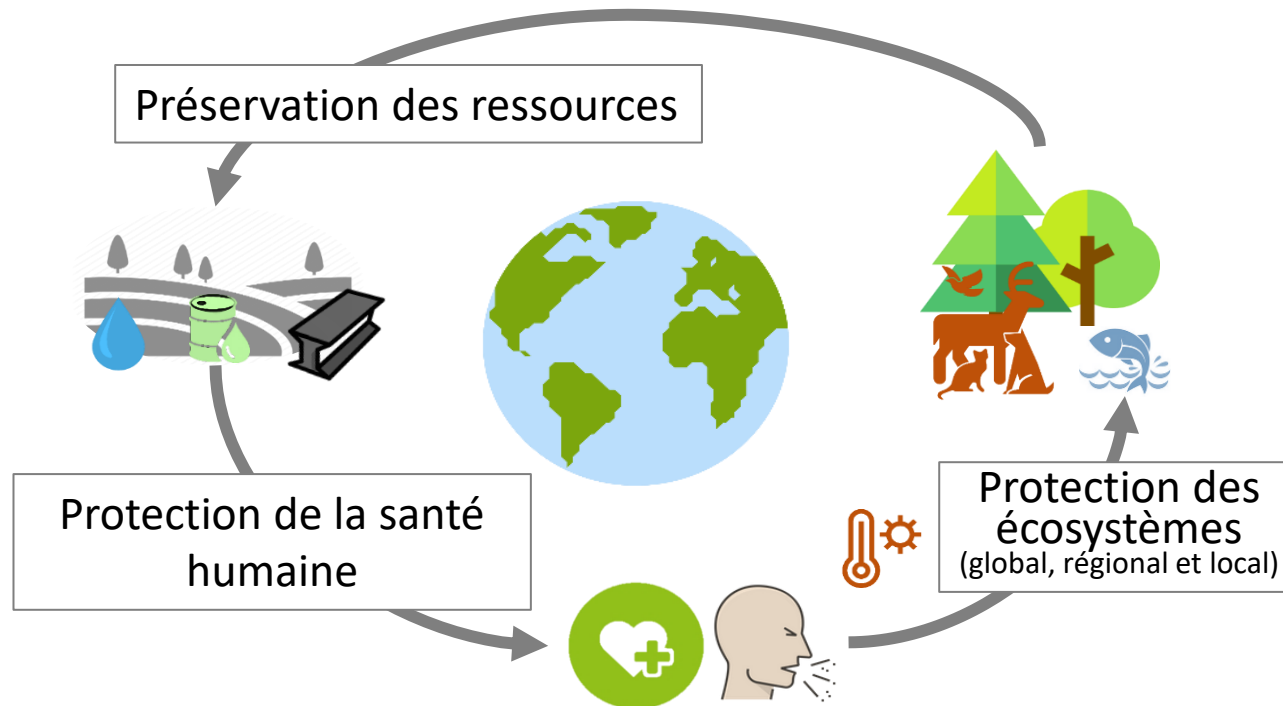 Préservation des ressources
Protection de la santé
humaine
Protection des
écosystèmes
(global, régional et local)